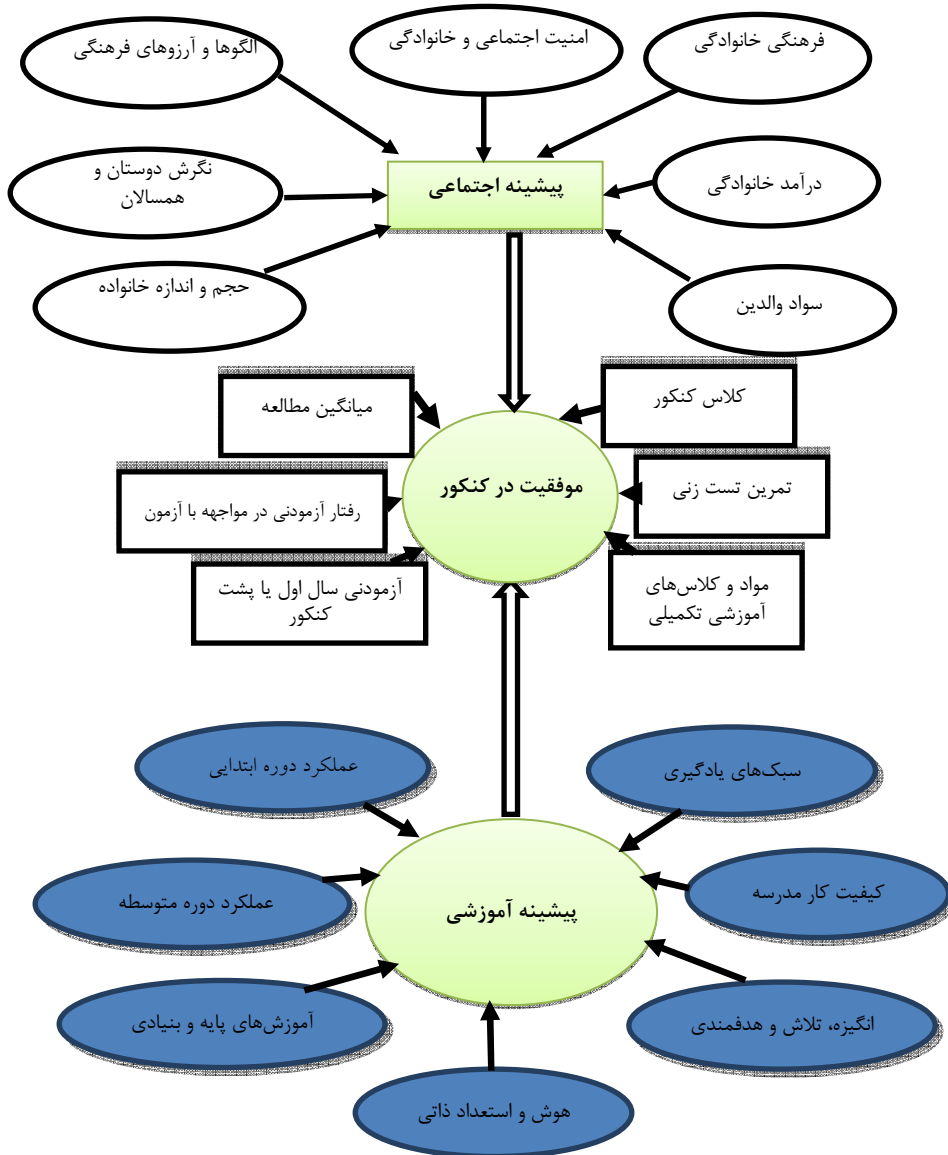 فرهنگی خانوادگی
امنیت اجتماعی و خانوادگی
الگوها و آرزوهای فرهنگی
درآمد خانوادگی
پیشینه اجتماعی
نگرش دوستان و
همسالان
سواد والدین
حجم و اندازه خانواده
کلاس کنکور
میانگین مطالعه
تمرین تست زنی
موفقیت در کنکور
رفتار آزمودنی در مواجهه با آزمون
مواد و کلاس‌های
آموزشی تکمیلی
آزمودنی سال اول یا پشت
کنکور
سبک‌های یادگیری
عملکرد دوره ابتدایی
کیفیت کار مدرسه
پیشینه آموزشی
عملکرد دوره متوسطه
انگیزه، تلاش و هدفمندی
آموزش‌های پایه و بنیادی
هوش و استعداد ذاتی